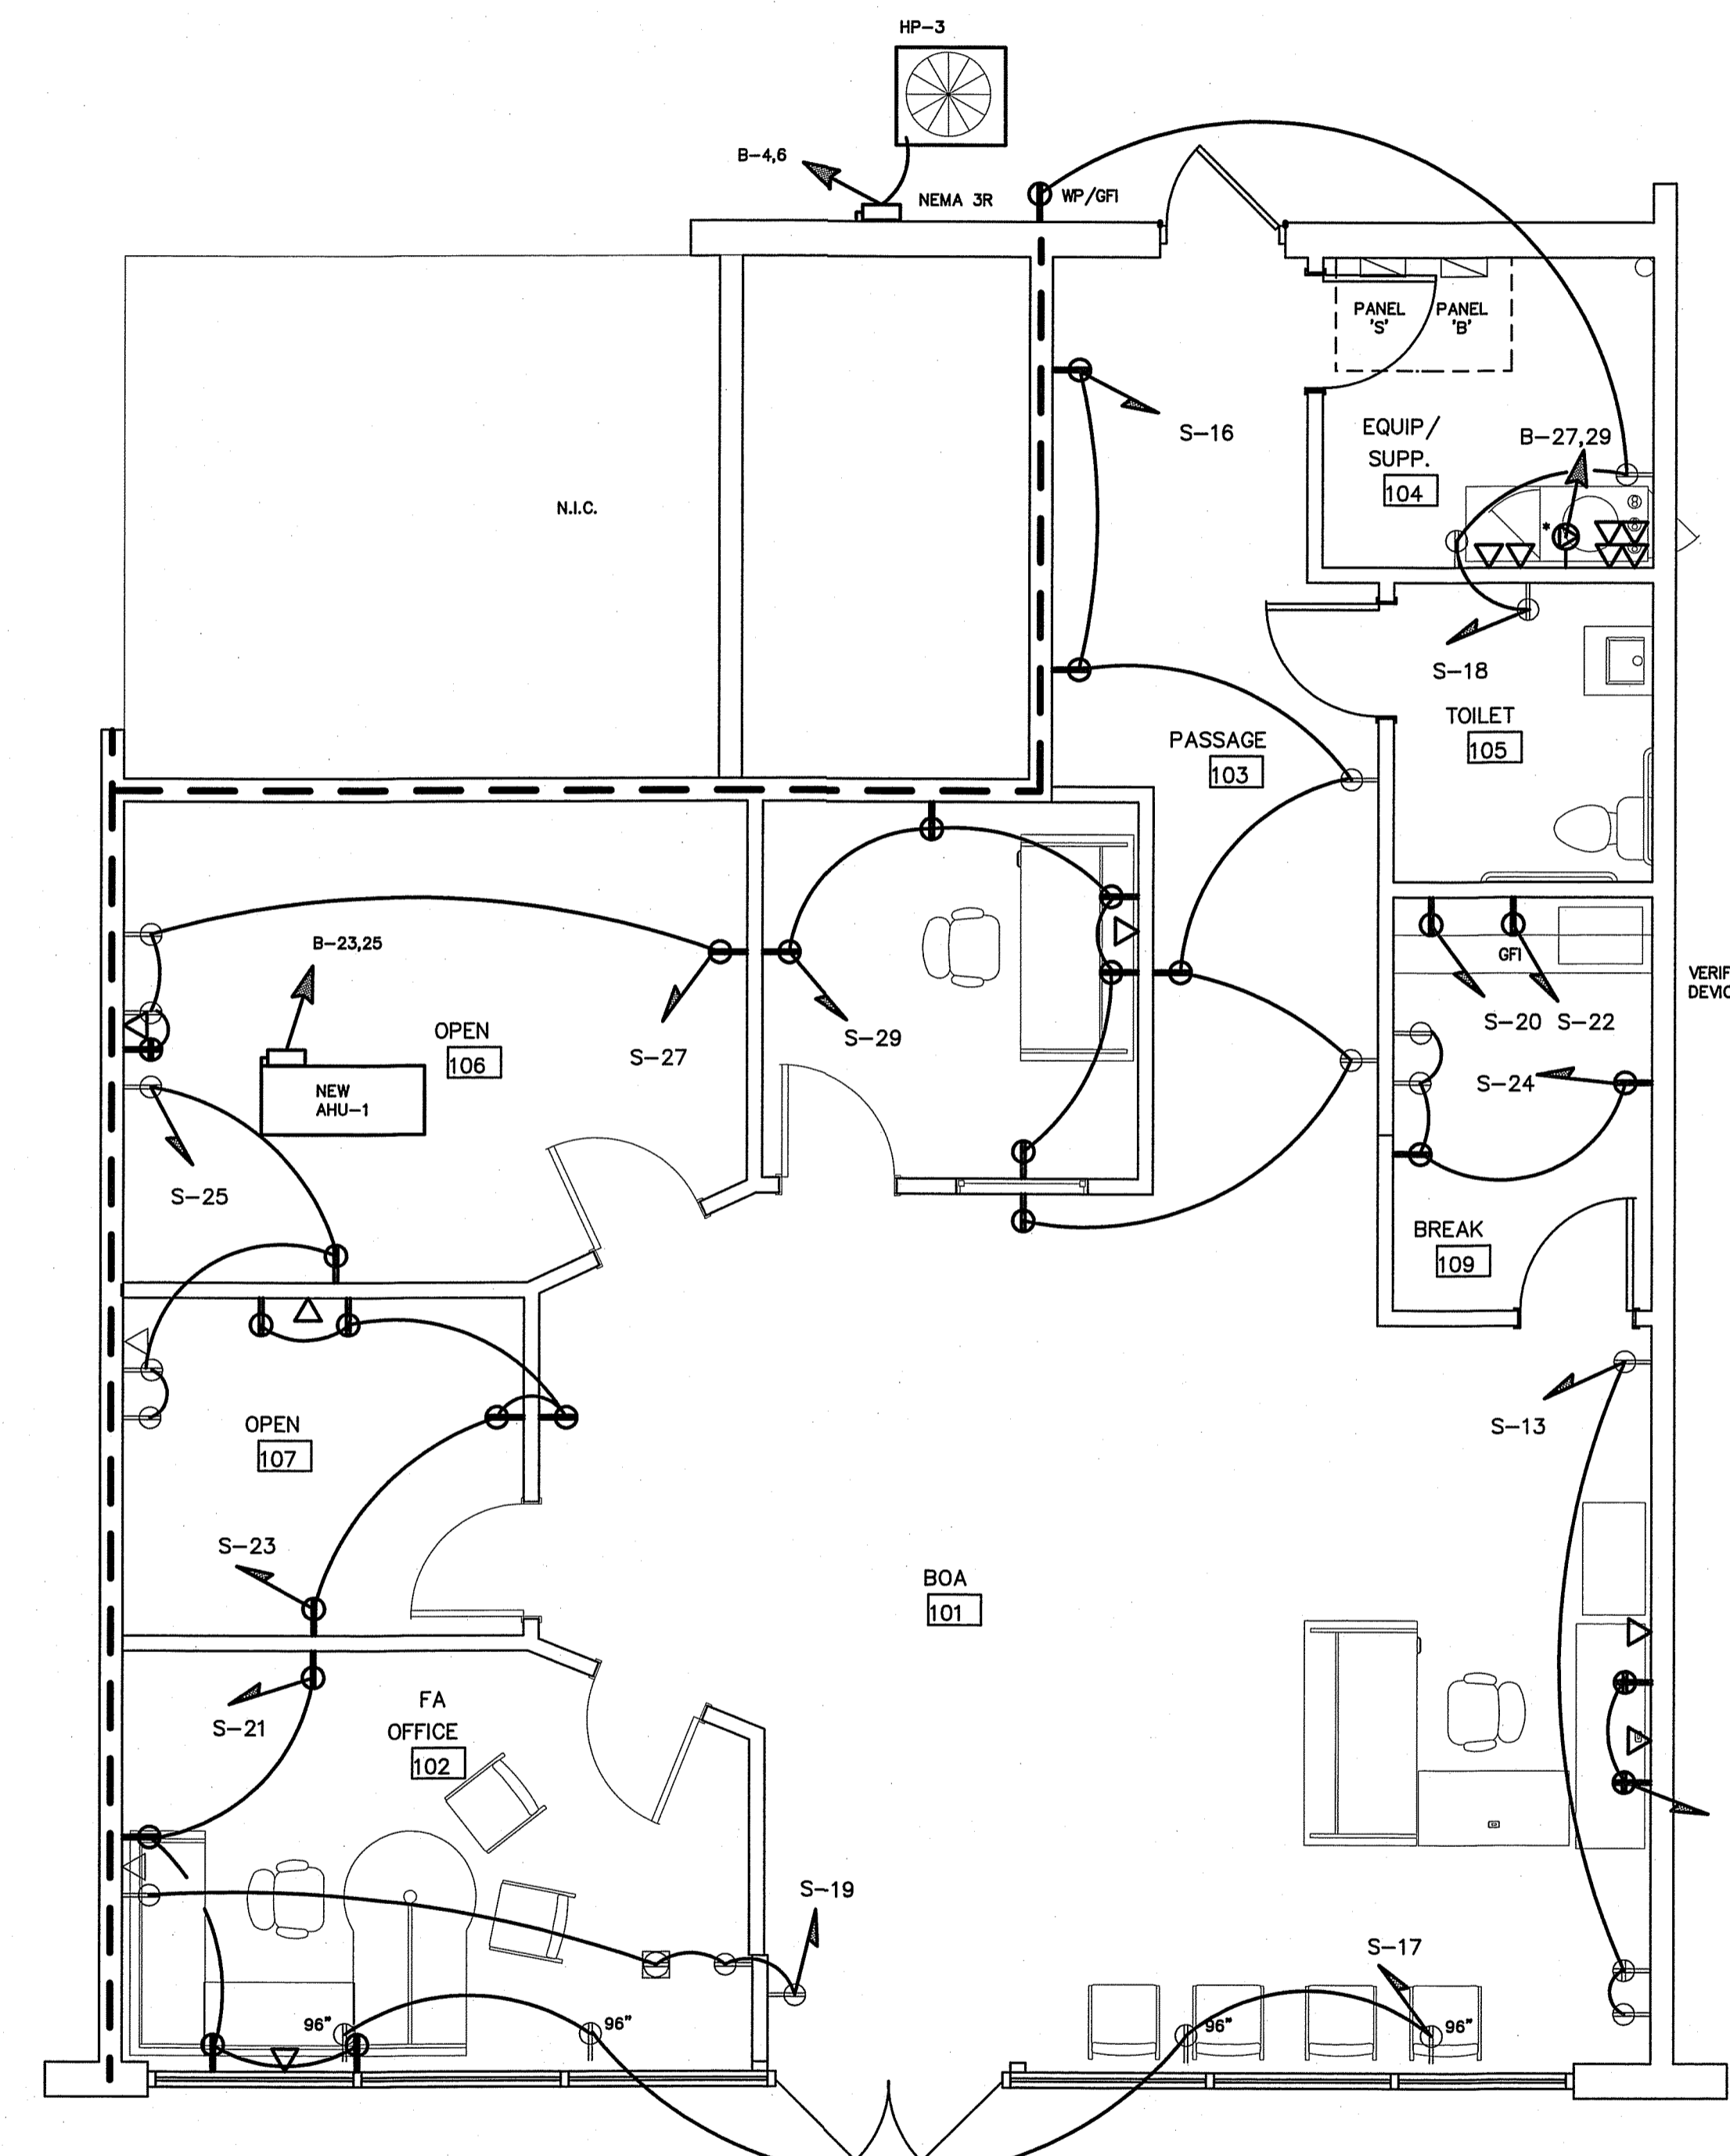 HP-3
B-4,6
NEMA 3R
WP/GFI
PANEL
'S'
PANEL
'B'
S-16
EQUIP/
SUPP.
104
B-27,29
*
N.I.C.
S-18
TOILET
105
PASSAGE
103
B-23,25
OPEN
106
NEW
AHU-1
S-27
S-29
GFI
S-20
S-22
VERIF
DEVIC
S-24
S-25
BREAK
109
S-13
OPEN
107
S-23
BOA
101
S-21
FA
OFFICE
102
S-19
S-17
96"
96"
96"
96"